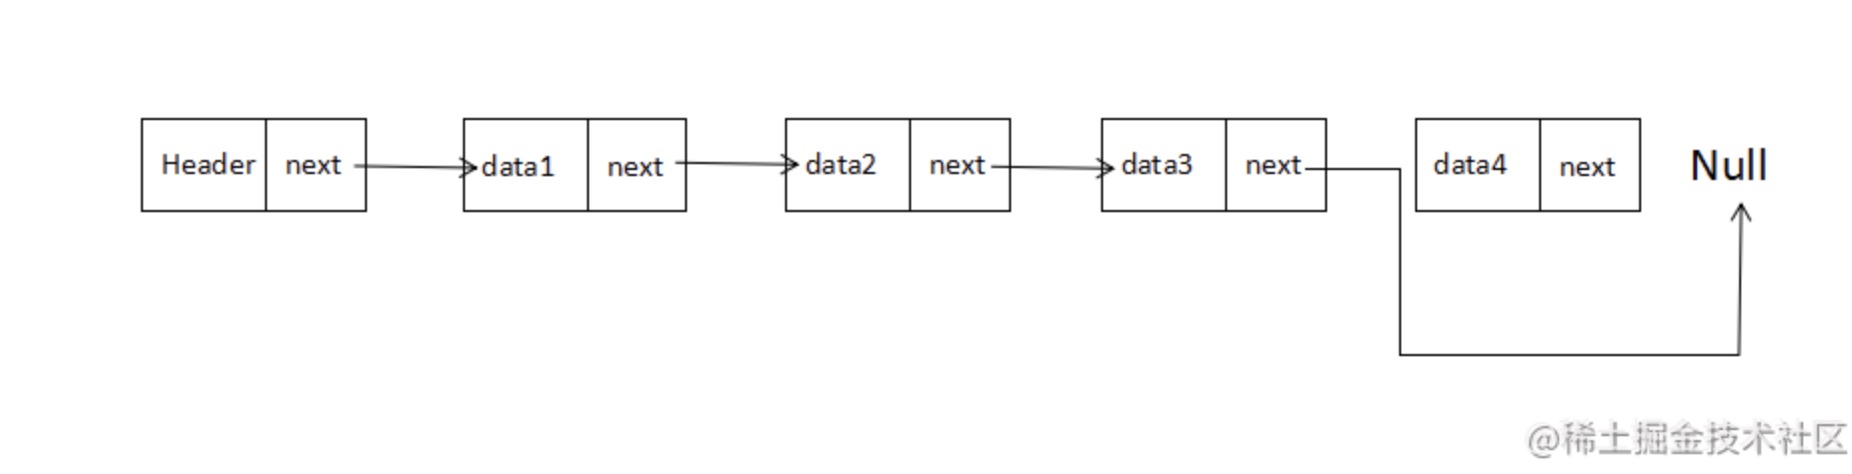 Header next data1 next data2 next data3 next data4 next Null
@稀土掘金技术社区